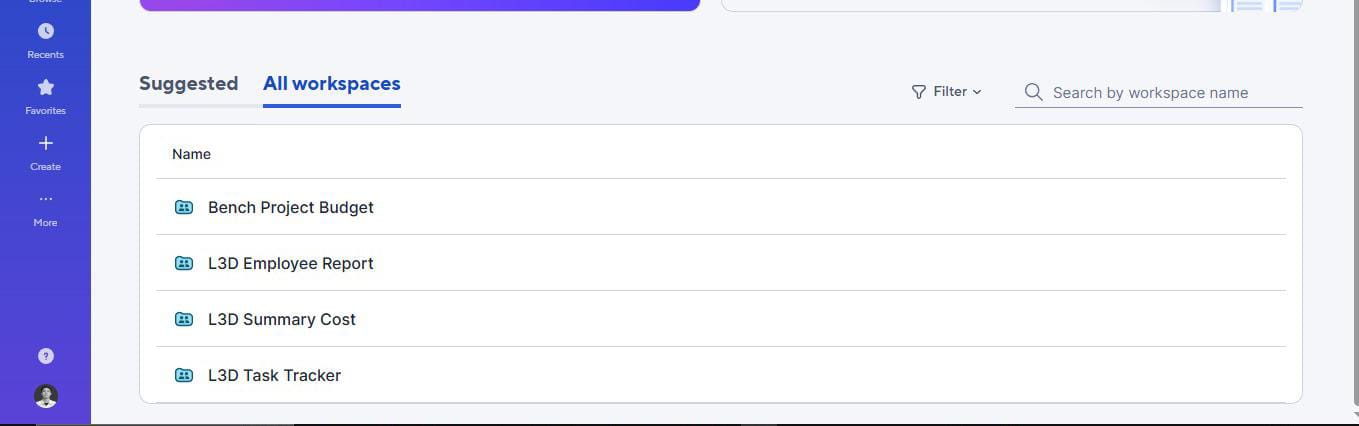 Browse
Recents
Favorites
Create
More
Suggested
All workspaces
Filter
Search by workspace name
Name
Bench Project Budget
L3D Employee Report
L3D Summary Cost
L3D Task Tracker
?